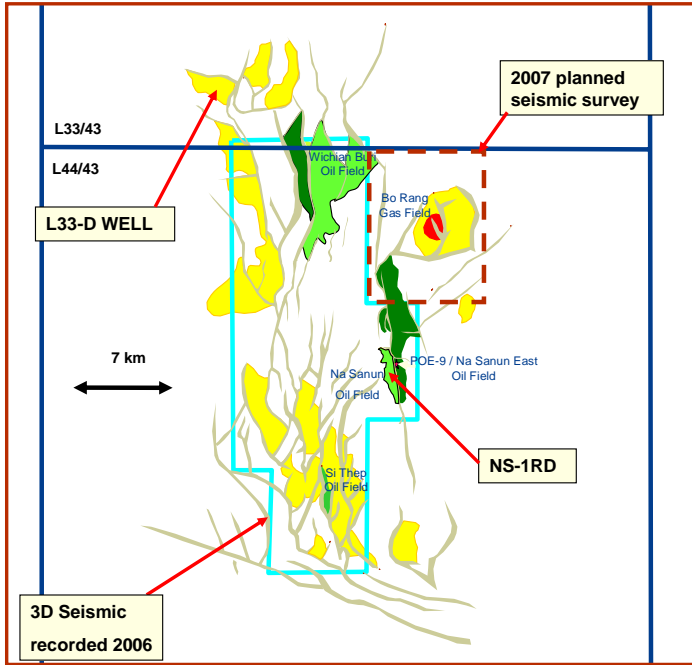 2007 planned
seismic survey
L33/43
L44/43
Wichian Buri
Oil Field
Bo Rang
Gas Field
L33-D WELL
7 km
POE-9 / Na Sanun East
Oil Field
Na Sanun
Oil Field
NS-1RD
Si Thep
Oil Field
3D Seismic
recorded 2006